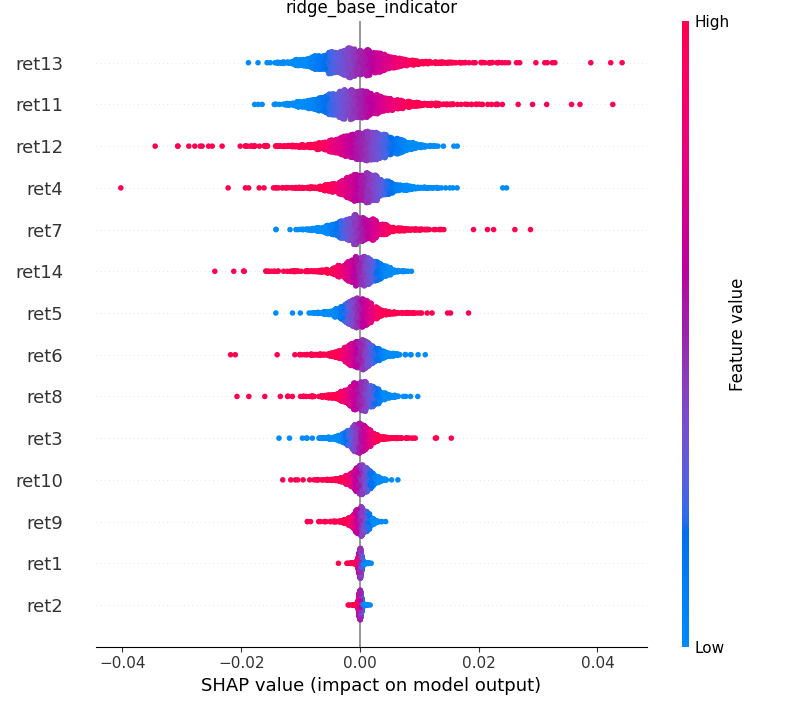 ridge_base_indicator
High
ret13
ret11
ret12
ret4
ret7
ret14
ret5
ret6
ret8
ret3
ret10
ret9
ret1
ret2
Feature value
Low
−0.04 −0.02 0.00 0.02 0.04
SHAP value (impact on model output)